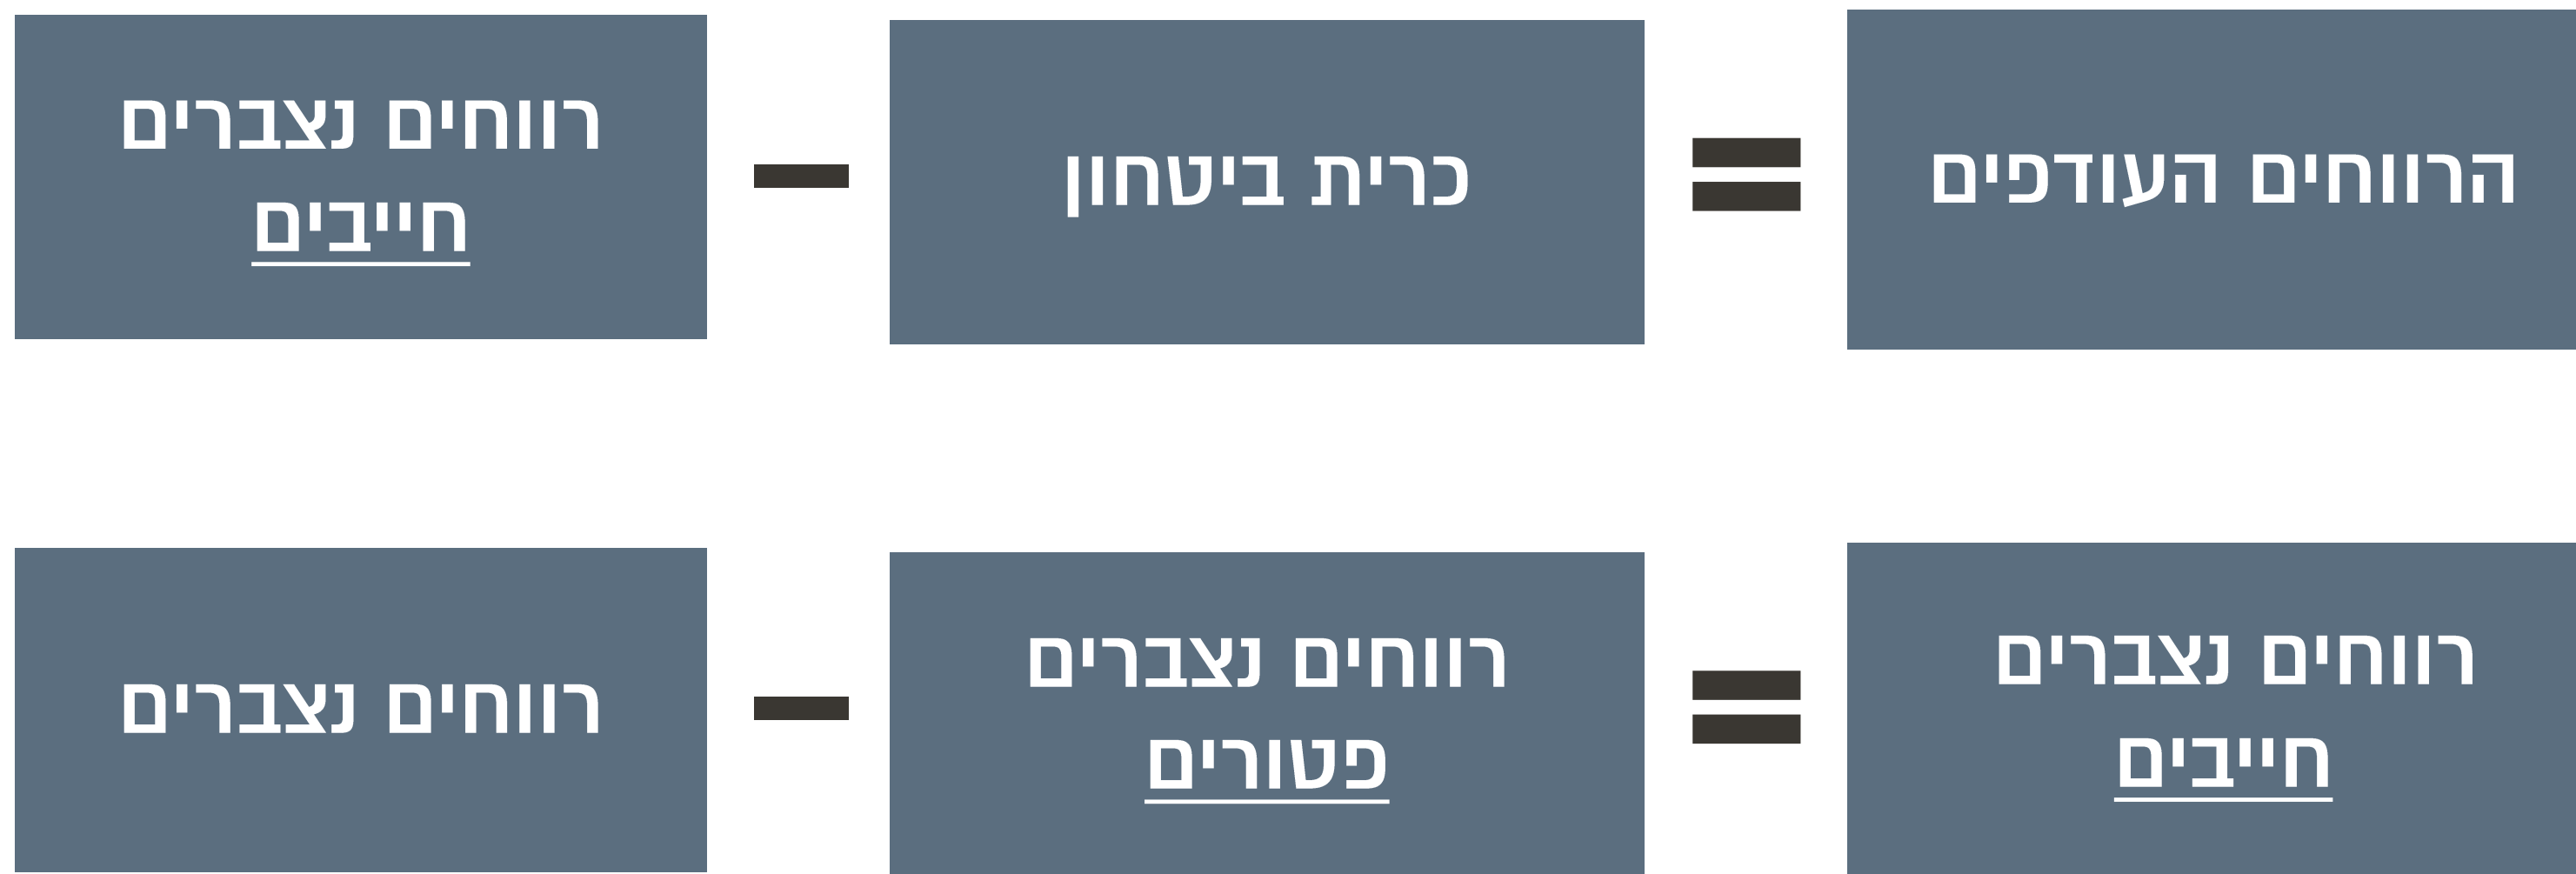 רווחים נצברים
חייבים
–
כרית ביטחון
=
הרווחים העודפים
רווחים נצברים
–
רווחים נצברים
פטורים
=
רווחים נצברים
חייבים